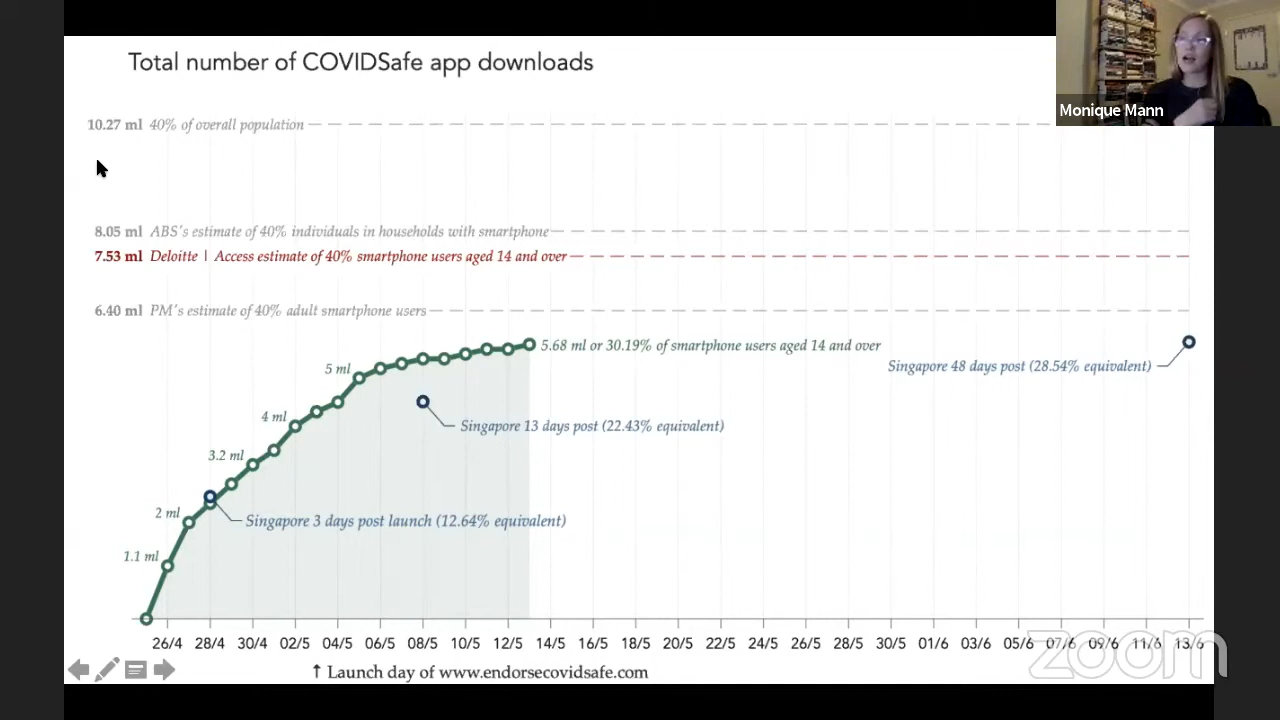 Total number of COVIDSafe app downloads
Monique Mann
10.27 ml 40% of overall population
8.05 ml ABS's estimate of 40% individuals in households with smartphone
7.53 ml Deloitte | Access estimate of 40% smartphone users aged 14 and over
6.40 ml PM's estimate of 40% adult smartphone users
5.68 ml or 30.19% of smartphone users aged 14 and over
Singapore 48 days post (28.54% equivalent)
5 ml
4 ml
Singapore 13 days post (22.43% equivalent)
3.2 ml
2 ml
Singapore 3 days post launch (12.64% equivalent)
1.1 ml
26/4 28/4 30/4 02/5 04/5 06/5 08/5 10/5 12/5 14/5 16/5 18/5 20/5 22/5 24/5 26/5 28/5 30/5 01/6 03/6 05/6 07/6 09/6 11/6 13/6
zoom
↑ Launch day of www.endorsecovidsafe.com